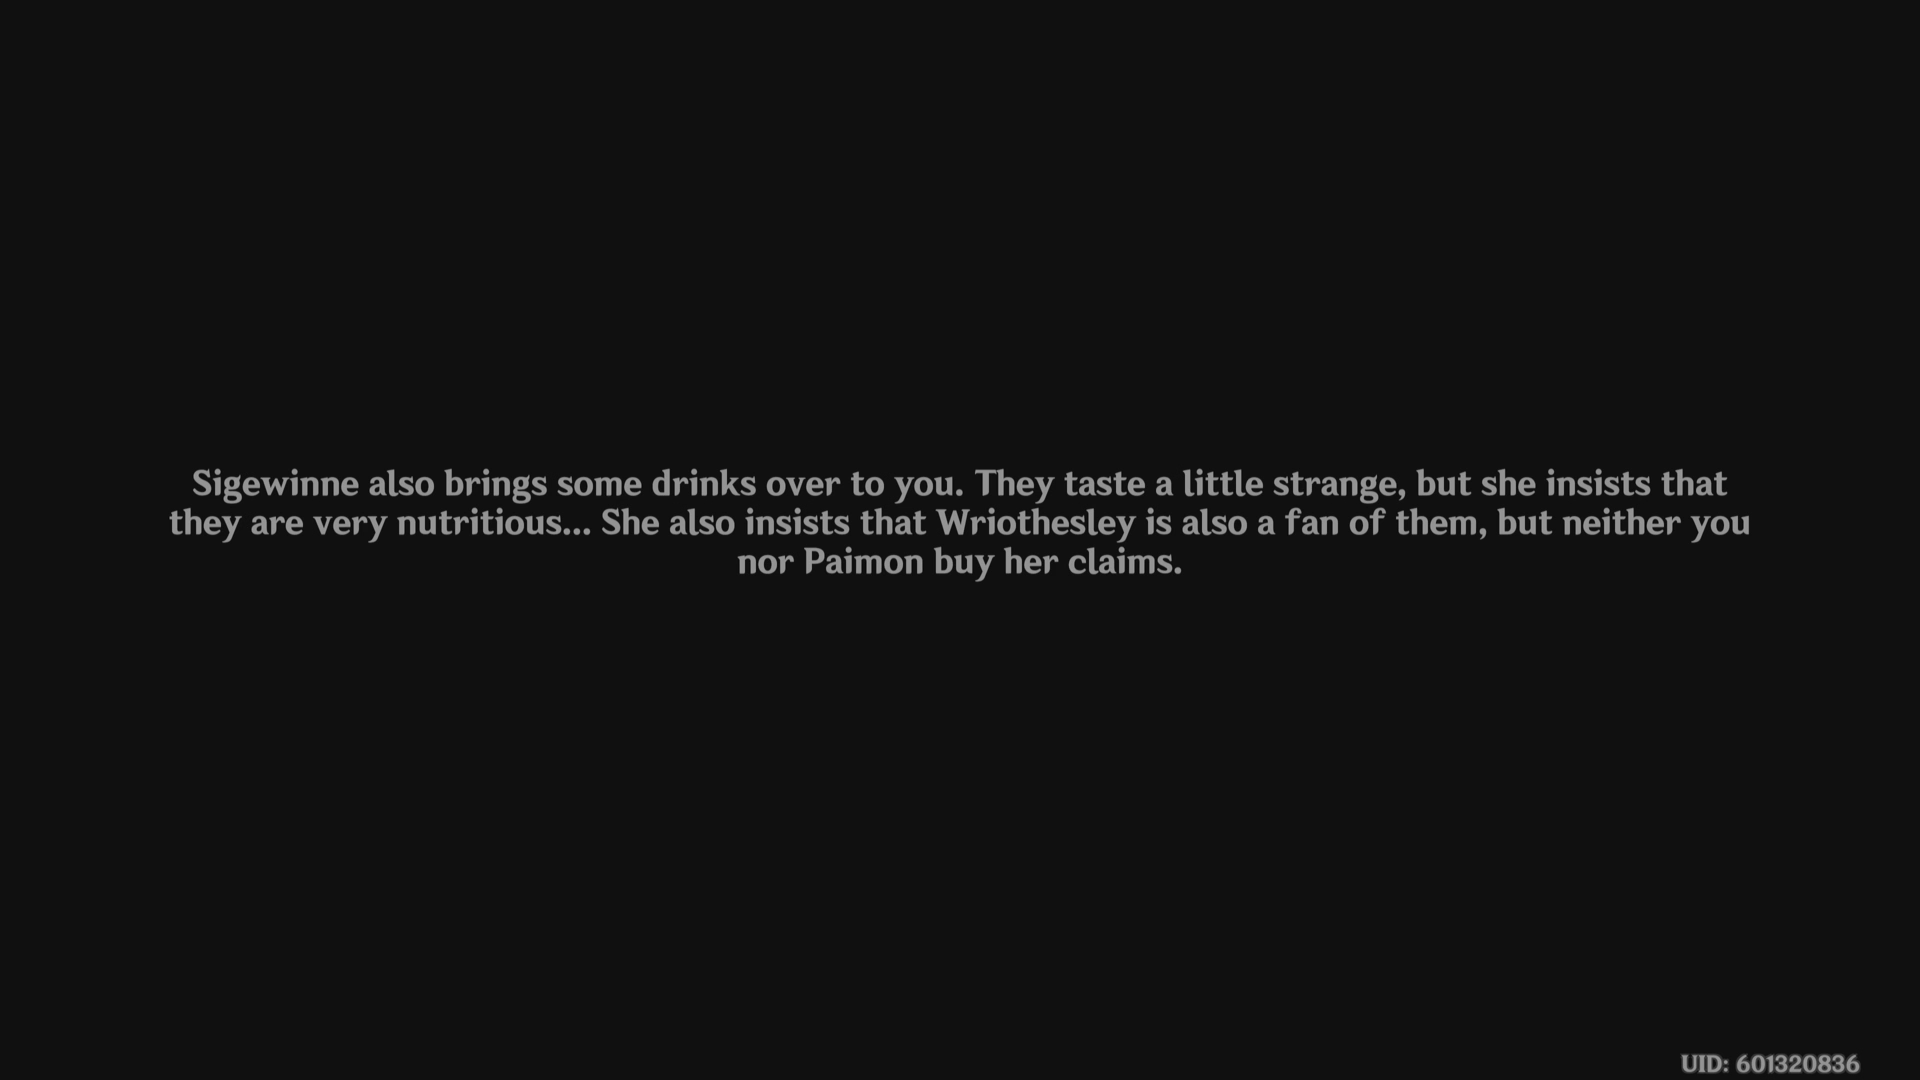 Sigewinne also brings some drinks over to you. They taste a little strange, but she insists that
they are very nutritious... She also insists that Wriothesley is also a fan of them, but neither you
nor Paimon buy her claims.
UID: 601320836